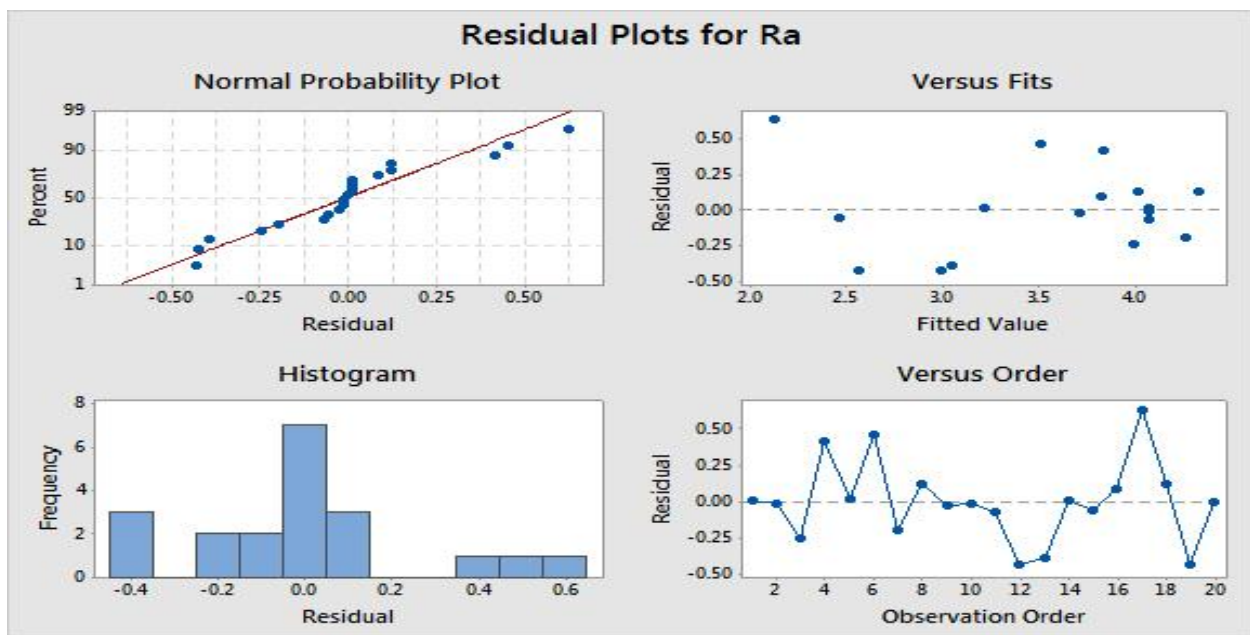 Residual Plots for Ra
Normal Probability Plot
99
90
50
10
1
Percent
-0.50 -0.25 0.00 0.25 0.50
Residual
Versus Fits
0.50
0.25
0.00
-0.25
-0.50
Residual
2.0 2.5 3.0 3.5 4.0
Fitted Value
Histogram
8
6
4
2
0
Frequency
-0.4 -0.2 0.0 0.2 0.4 0.6
Residual
Versus Order
0.50
0.25
0.00
-0.25
-0.50
Residual
2 4 6 8 10 12 14 16 18 20
Observation Order